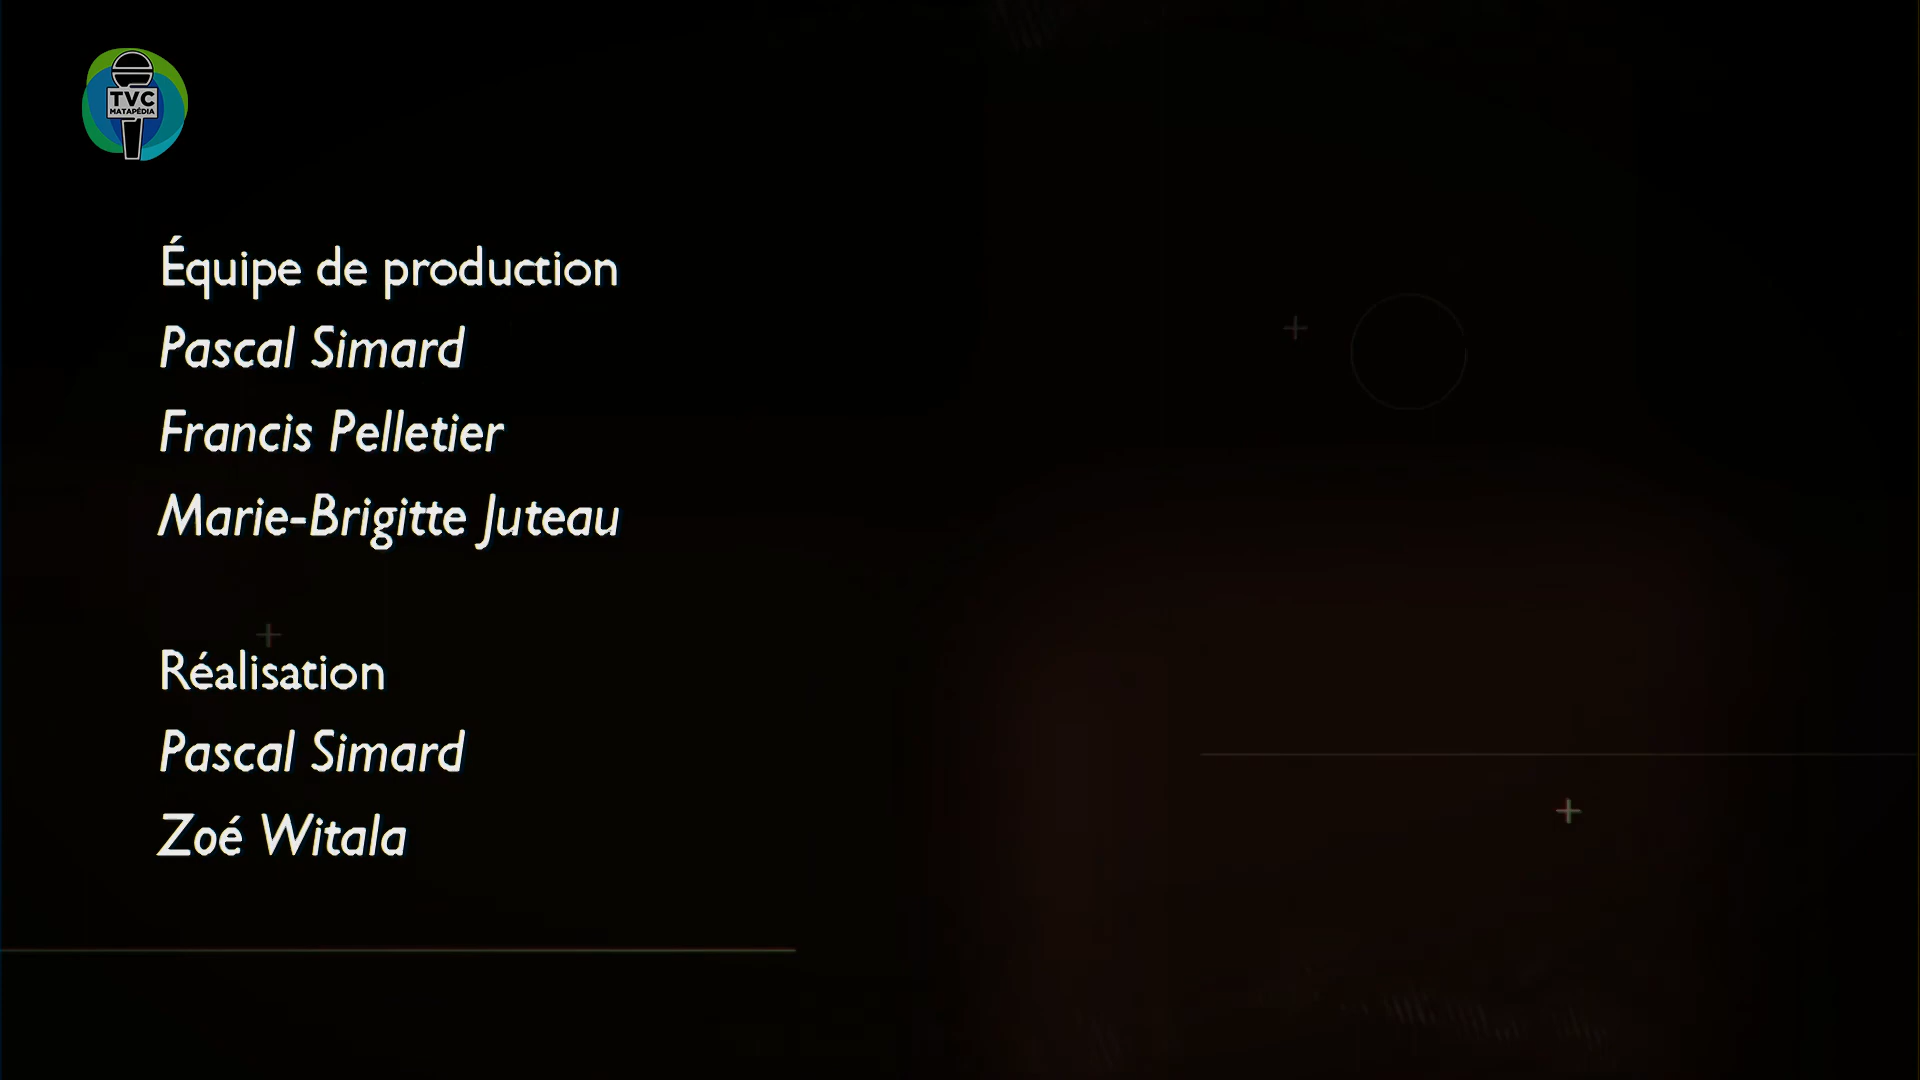 TVC
MATAPÉDIA
Équipe de production
Pascal Simard
Francis Pelletier
Marie-Brigitte Juteau
Réalisation
Pascal Simard
Zoé Witala